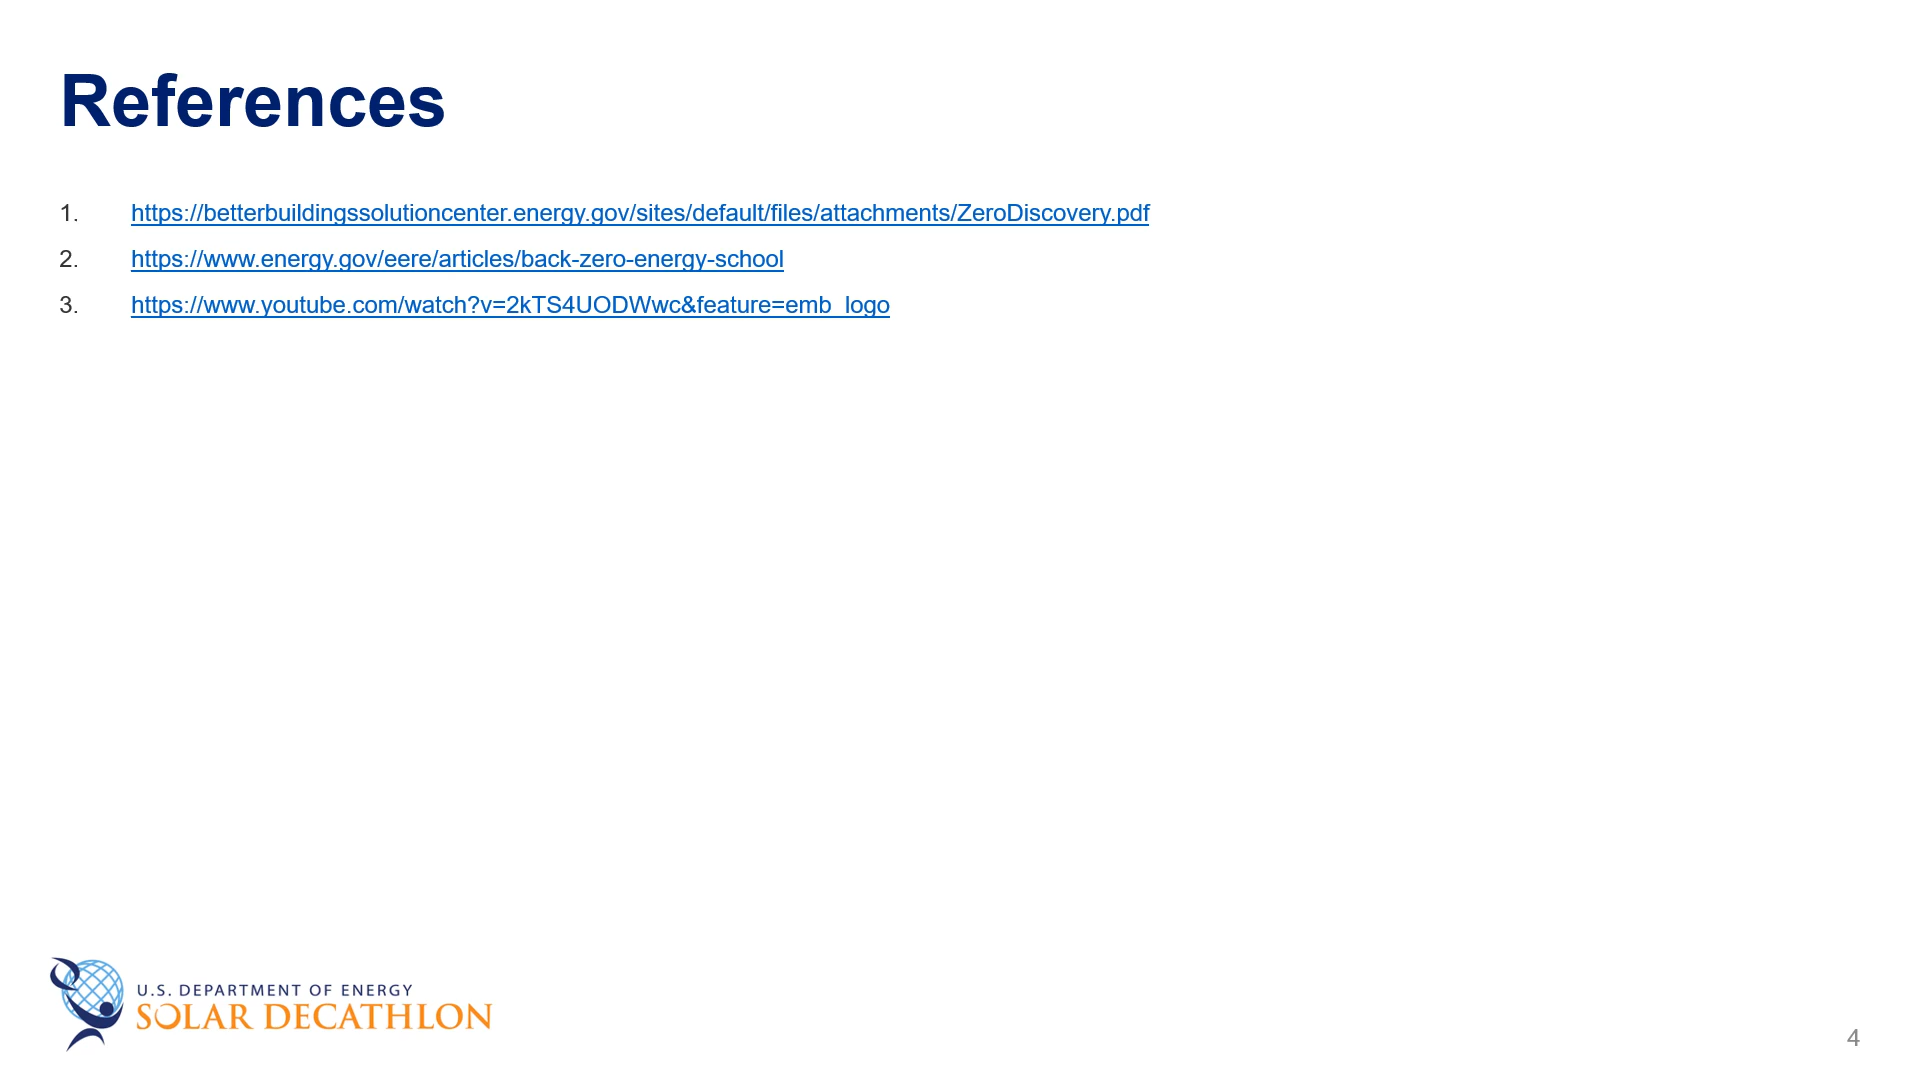 References
1. https://betterbuildingssolutioncenter.energy.gov/sites/default/files/attachments/ZeroDiscovery.pdf
2. https://www.energy.gov/eere/articles/back-zero-energy-school
3. https://www.youtube.com/watch?v=2kTS4UODWwc&feature=emb_logo
U.S. DEPARTMENT OF ENERGY
SOLAR DECATHLON
4